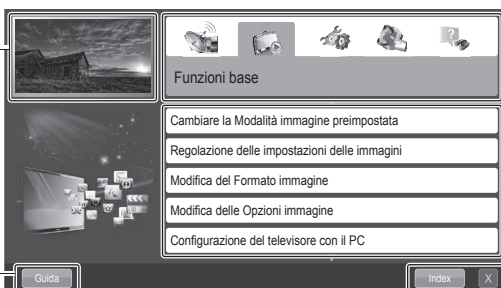 Funzioni base
Cambiare la Modalità immagine preimpostata
Regolazione delle impostazioni delle immagini
Modifica del Formato immagine
Modifica delle Opzioni immagine
Configurazione del televisore con il PC
Guida
Index X